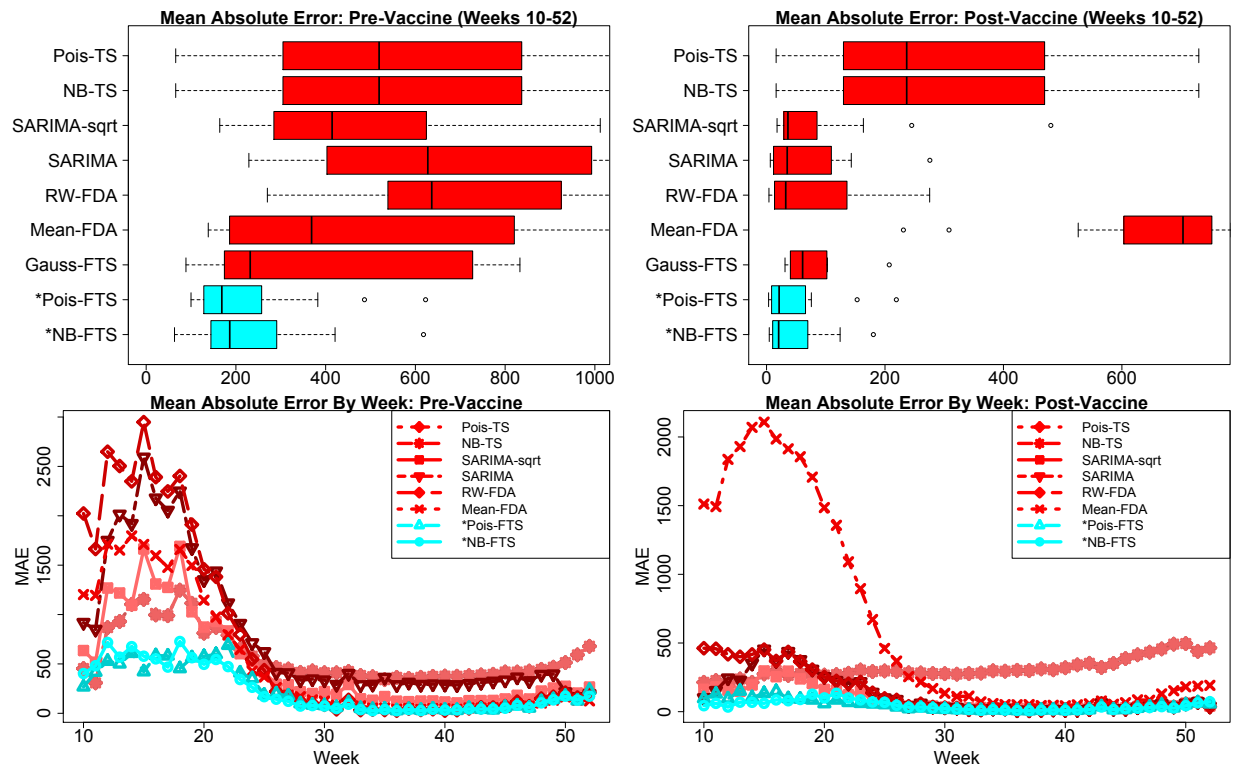 Mean Absolute Error: Pre-Vaccine (Weeks 10-52)
Pois-TS
NB-TS
SARIMA-sqrt
SARIMA
RW-FDA
Mean-FDA
Gauss-FTS
*Pois-FTS
*NB-FTS
0 200 400 600 800 1000
Mean Absolute Error: Post-Vaccine (Weeks 10-52)
Pois-TS
NB-TS
SARIMA-sqrt
SARIMA
RW-FDA
Mean-FDA
Gauss-FTS
*Pois-FTS
*NB-FTS
0 200 400 600
Mean Absolute Error By Week: Pre-Vaccine
Pois-TS
NB-TS
SARIMA-sqrt
SARIMA
RW-FDA
Mean-FDA
*Pois-FTS
*NB-FTS
MAE
2500
1500
500
0
10 20 30 40 50
Week
Mean Absolute Error By Week: Post-Vaccine
Pois-TS
NB-TS
SARIMA-sqrt
SARIMA
RW-FDA
Mean-FDA
*Pois-FTS
*NB-FTS
MAE
2000
1500
1000
500
0
10 20 30 40 50
Week